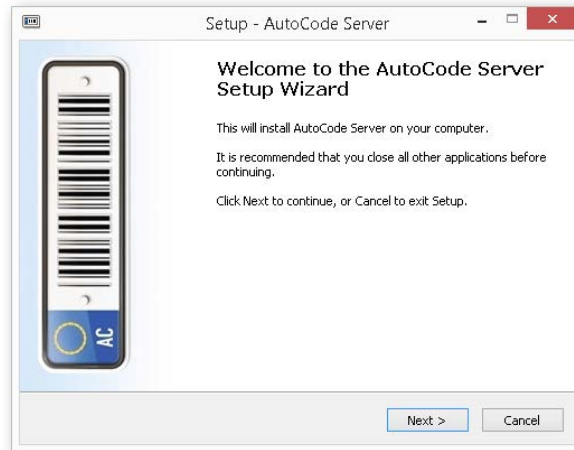 Setup - AutoCode Server
Welcome to the AutoCode Server
Setup Wizard
This will install AutoCode Server on your computer.
It is recommended that you close all other applications before
continuing.
Click Next to continue, or Cancel to exit Setup.
AC
Next >
Cancel